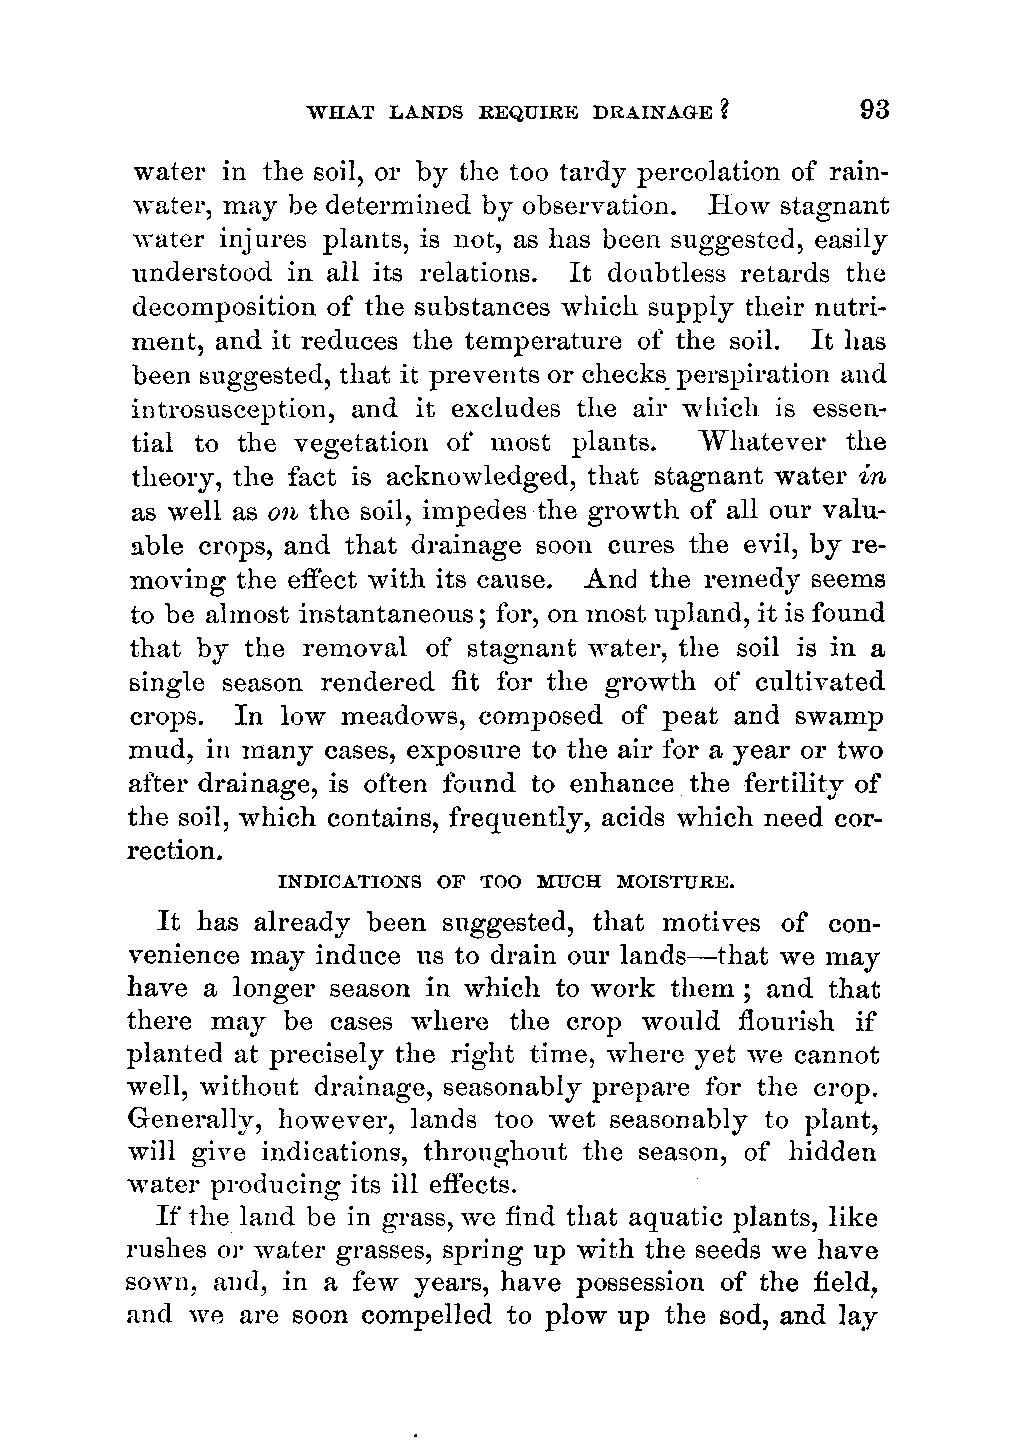 WHAT LANDS REQUIRE DRAINAGE? 93
water in the soil, or by the too tardy percolation of rain-
water, may be determined by observation. How stagnant
water injures plants, is not, as has been suggested, easily
understood in all its relations. It doubtless retards the
decomposition of the substances which supply their nutri-
ment, and it reduces the temperature of the soil. It has
been suggested, that it prevents or checks perspiration and
introsusception, and it excludes the air which is essen-
tial to the vegetation of most plants. Whatever the
theory, the fact is acknowledged, that stagnant water in
as well as on the soil, impedes the growth of all our valu-
able crops, and that drainage soon cures the evil, by re-
moving the effect with its cause. And the remedy seems
to be almost instantaneous; for, on most upland, it is found
that by the removal of stagnant water, the soil is in a
single season rendered fit for the growth of cultivated
crops. In low meadows, composed of peat and swamp
mud, in many cases, exposure to the air for a year or two
after drainage, is often found to enhance the fertility of
the soil, which contains, frequently, acids which need cor-
rection.
INDICATIONS OF TOO MUCH MOISTURE.
It has already been suggested, that motives of con-
venience may induce us to drain our lands—that we may
have a longer season in which to work them; and that
there may be cases where the crop would flourish if
planted at precisely the right time, where yet we cannot
well, without drainage, seasonably prepare for the crop.
Generally, however, lands too wet seasonably to plant,
will give indications, throughout the season, of hidden
water producing its ill effects.
If the land be in grass, we find that aquatic plants, like
rushes or water grasses, spring up with the seeds we have
sown, and, in a few years, have possession of the field,
and we are soon compelled to plow up the sod, and lay